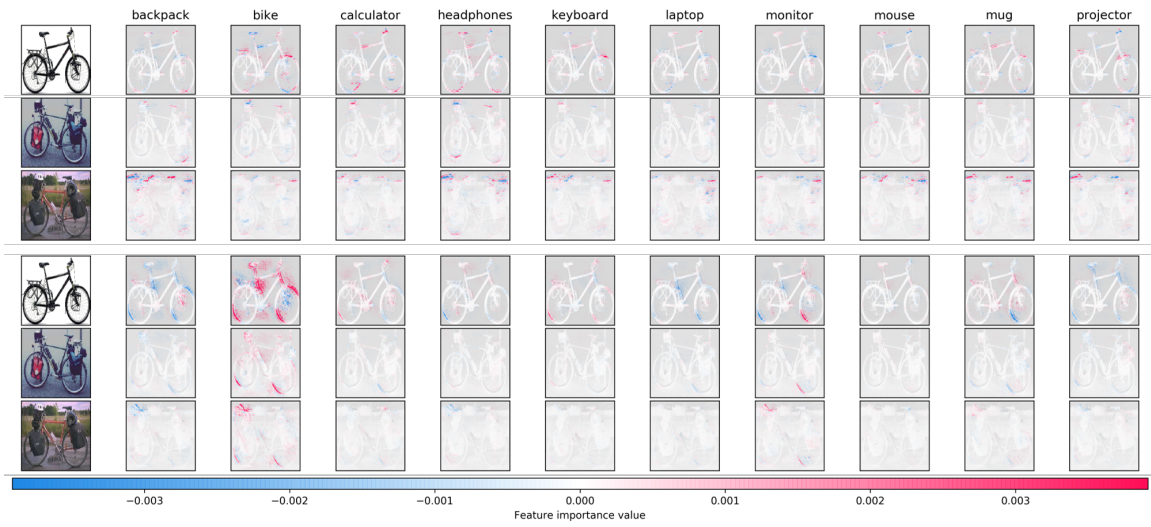 backpack bike calculator headphones keyboard laptop monitor mouse mug projector
−0.003 −0.002 −0.001 0.000 0.001 0.002 0.003
Feature importance value